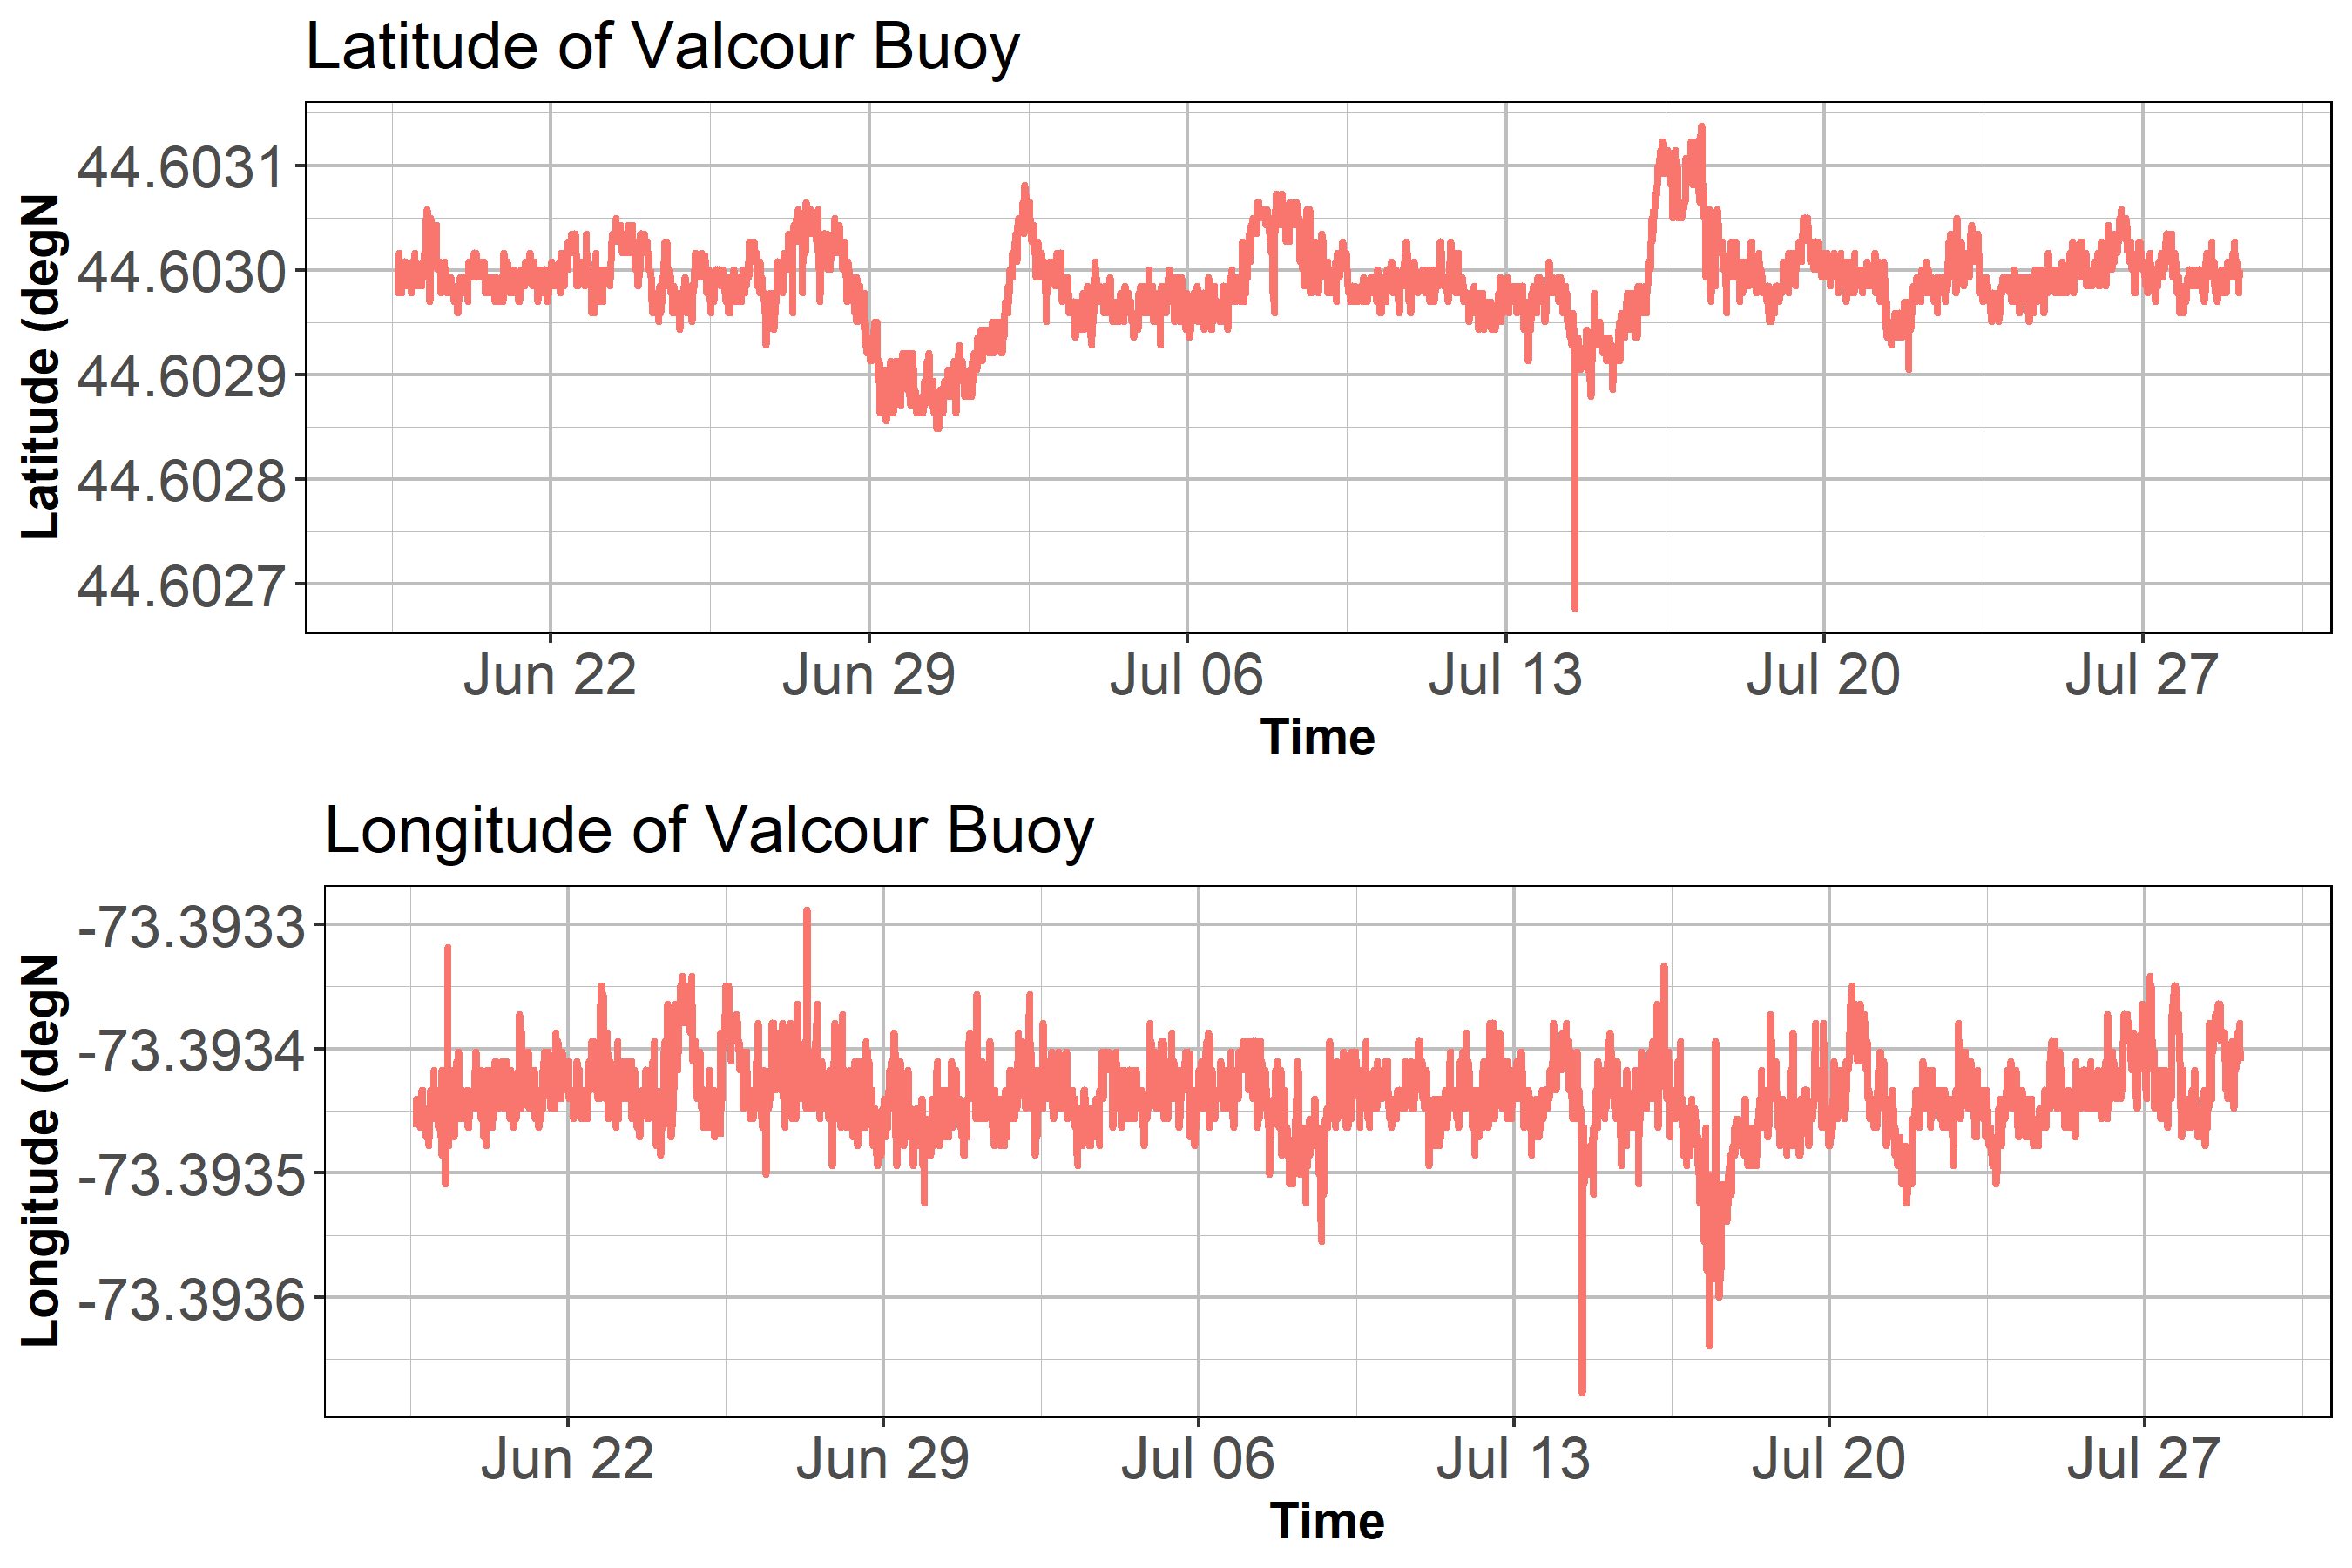 Latitude of Valcour Buoy
Latitude (degN
44.6031
44.6030
44.6029
44.6028
44.6027
Jun 22 Jun 29 Jul 06 Jul 13 Jul 20 Jul 27
Time
Longitude of Valcour Buoy
Longitude (degN
-73.3933
-73.3934
-73.3935
-73.3936
Jun 22 Jun 29 Jul 06 Jul 13 Jul 20 Jul 27
Time